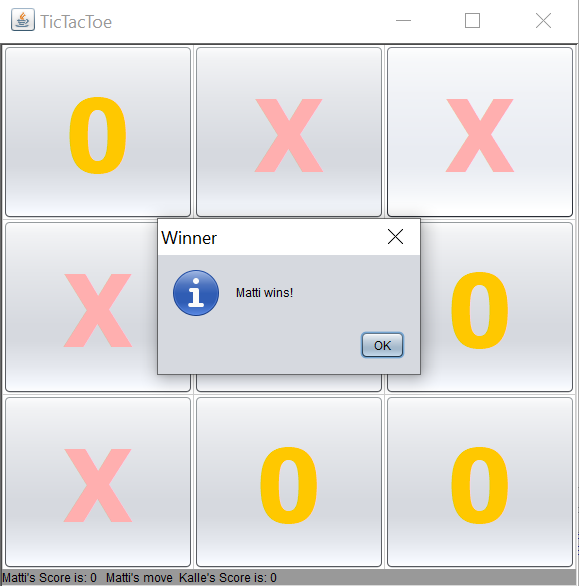 TicTacToe
0 X X
Winner
Matti wins!
X 0
OK
X 0 0
Matti's Score is: 0 Matti's move Kalle's Score is: 0